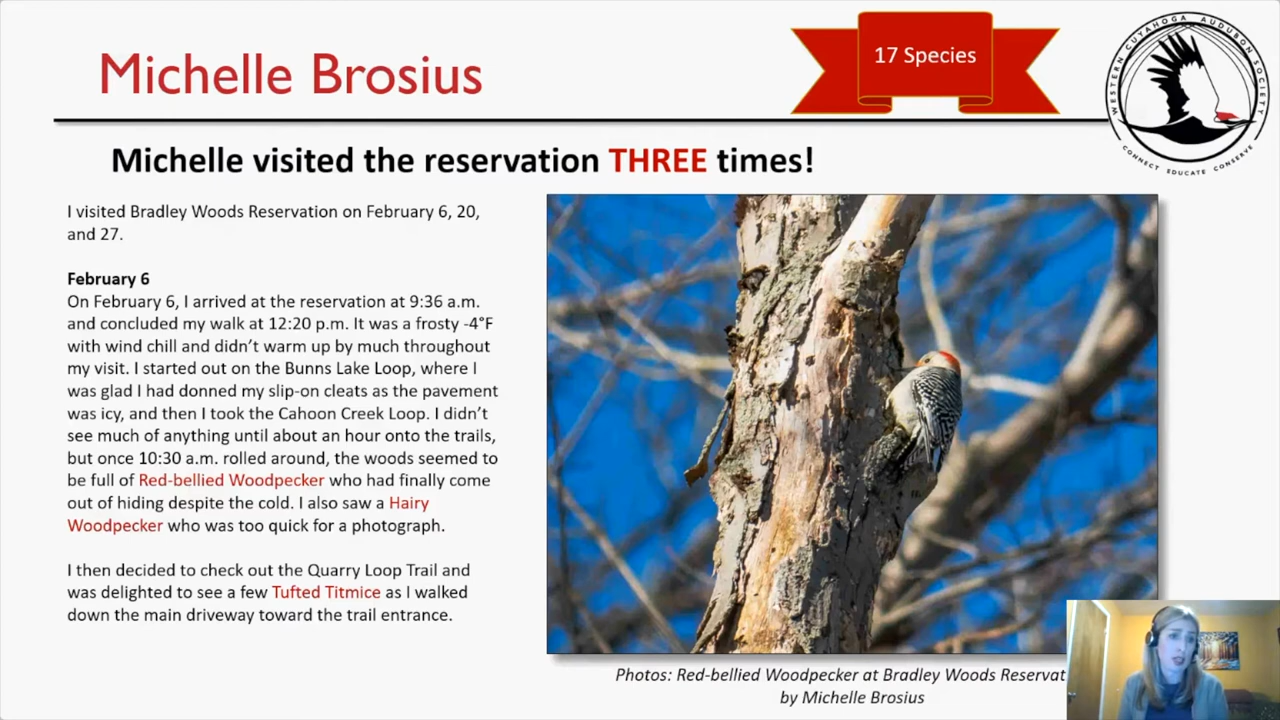 Michelle Brosius
17 Species
WESTERN CUYAHOGA AUDUBON SOCIETY
CONNECT EDUCATE CONSERVE
Michelle visited the reservation THREE times!
I visited Bradley Woods Reservation on February 6, 20,
and 27.
February 6
On February 6, I arrived at the reservation at 9:36 a.m.
and concluded my walk at 12:20 p.m. It was a frosty -4°F
with wind chill and didn’t warm up by much throughout
my visit. I started out on the Bunns Lake Loop, where I
was glad I had donned my slip-on cleats as the pavement
was icy, and then I took the Cahoon Creek Loop. I didn’t
see much of anything until about an hour onto the trails,
but once 10:30 a.m. rolled around, the woods seemed to
be full of Red-bellied Woodpecker who had finally come
out of hiding despite the cold. I also saw a Hairy
Woodpecker who was too quick for a photograph.
I then decided to check out the Quarry Loop Trail and
was delighted to see a few Tufted Titmice as I walked
down the main driveway toward the trail entrance.
Photos: Red-bellied Woodpecker at Bradley Woods Reservat
by Michelle Brosius